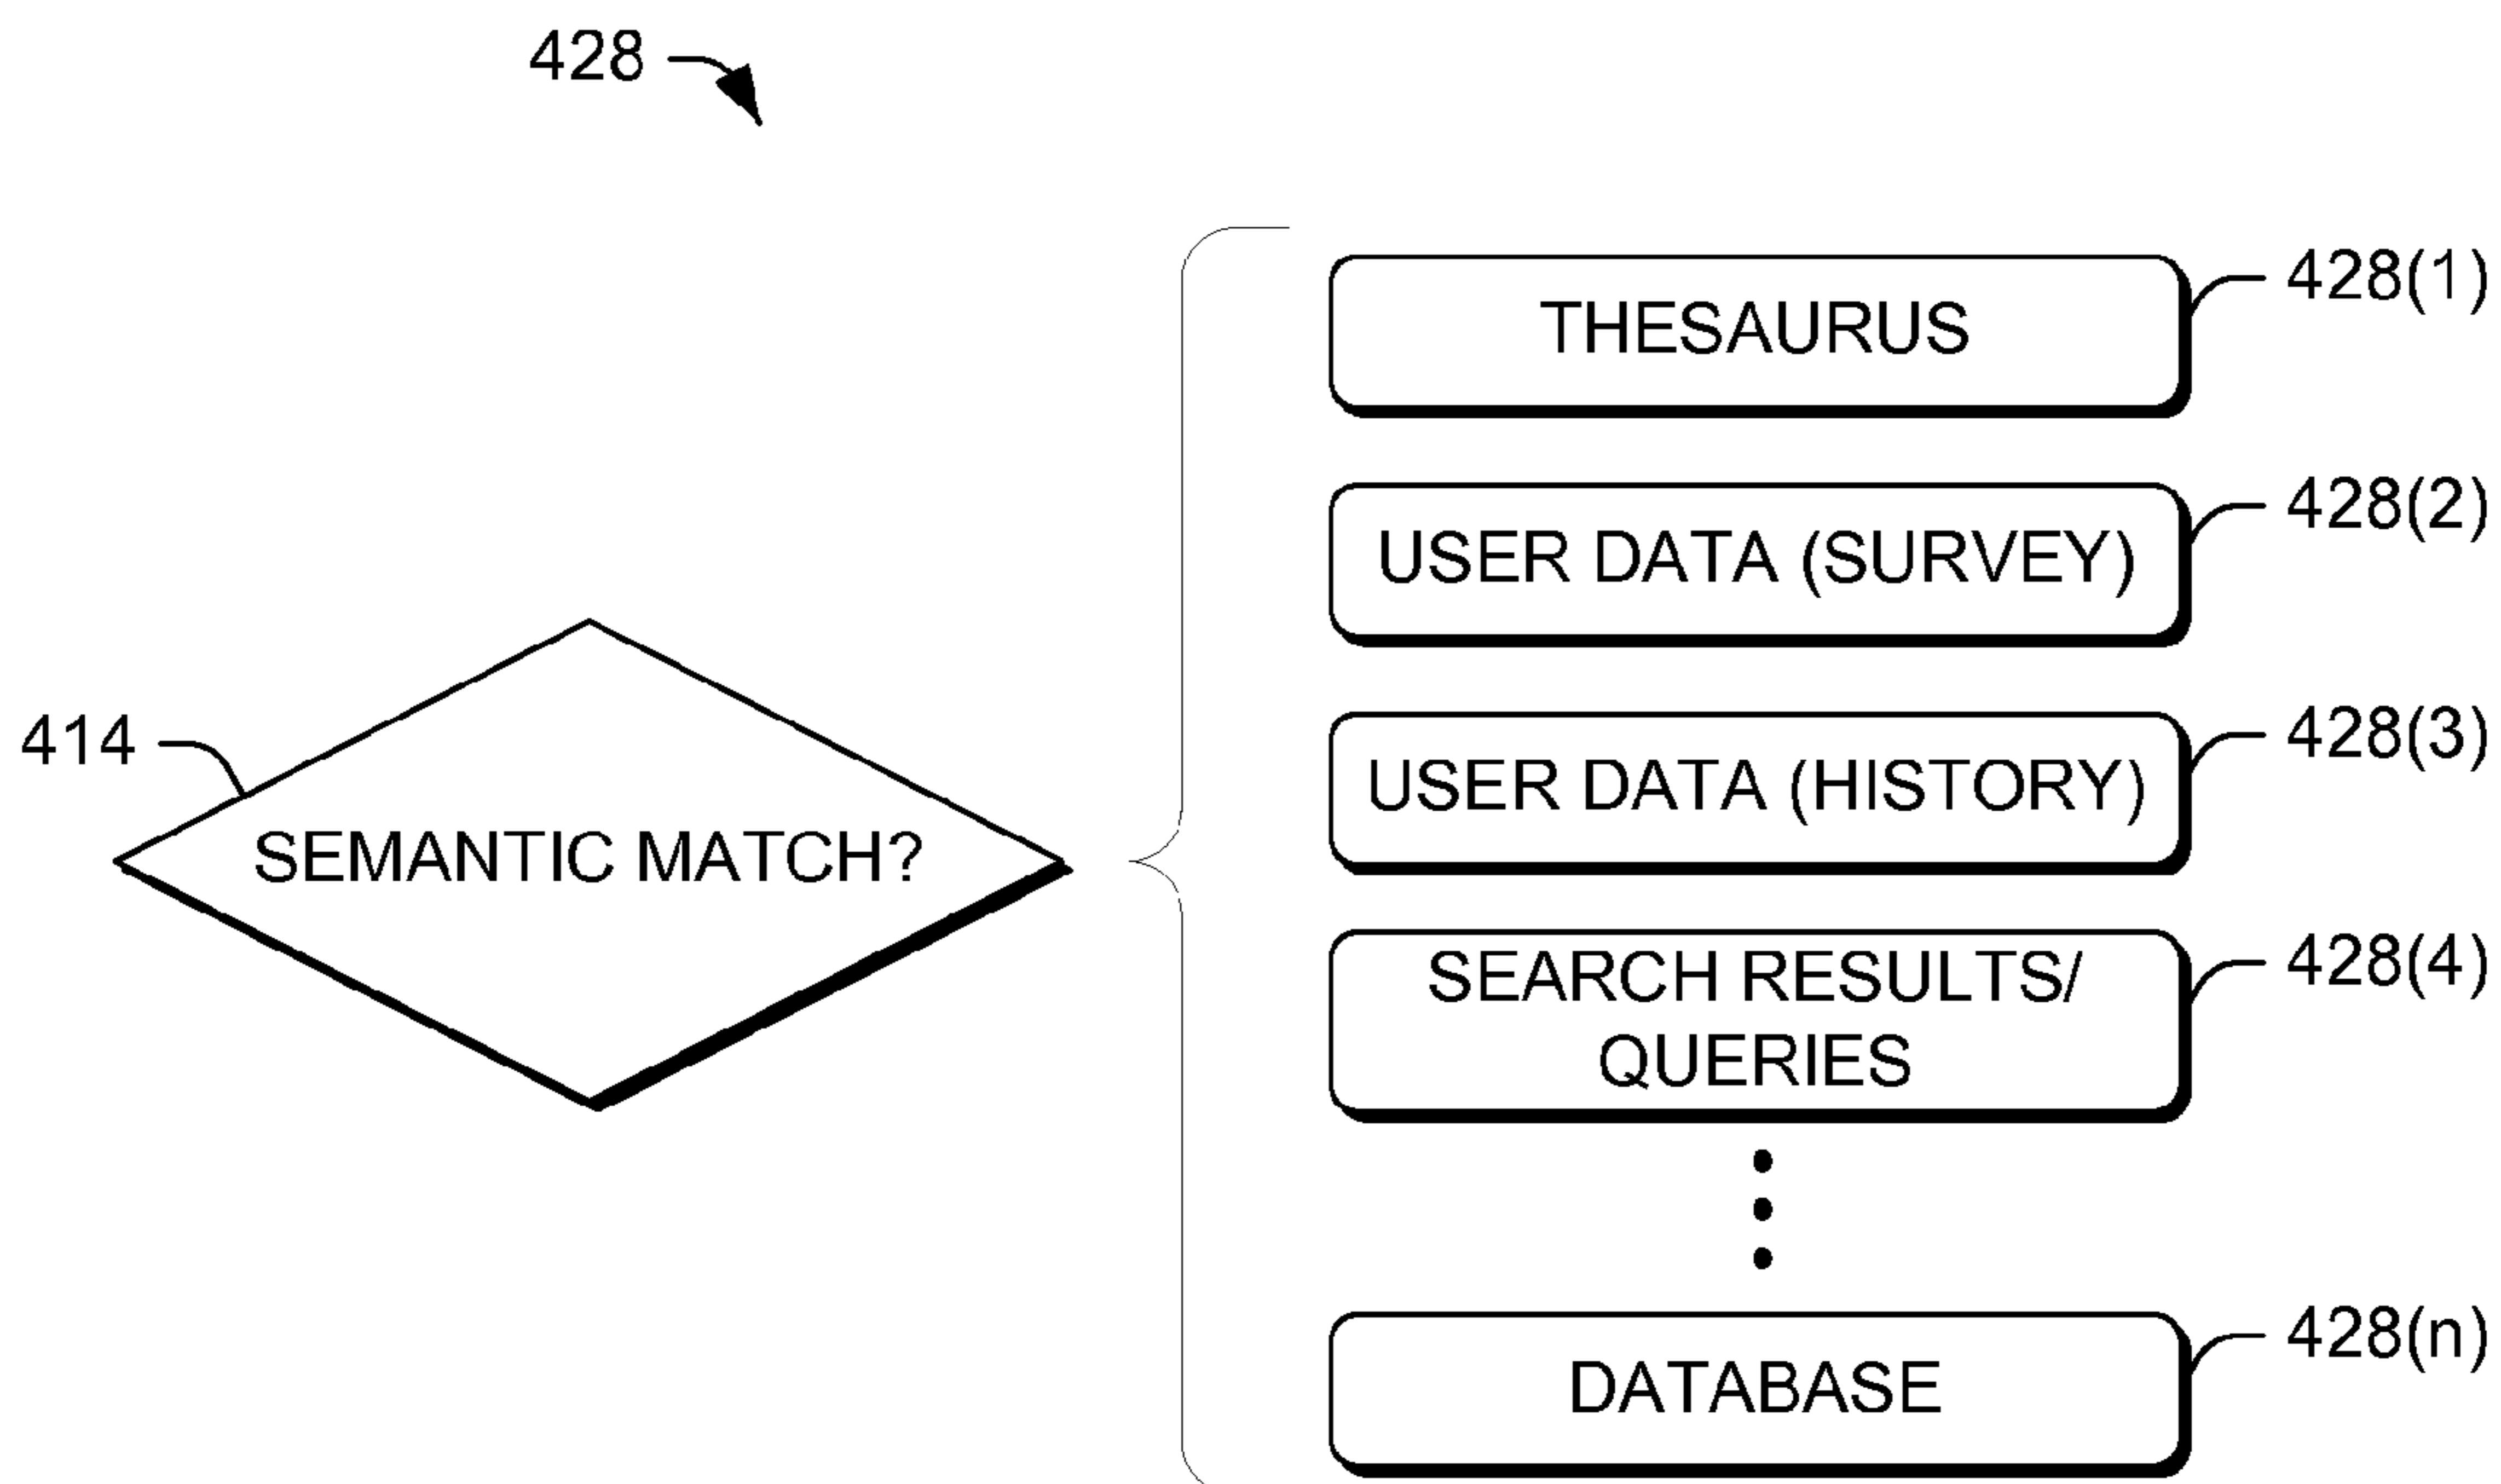 428
THESAURUS
428(1)
USER DATA (SURVEY)
428(2)
USER DATA (HISTORY)
428(3)
414
SEMANTIC MATCH?
SEARCH RESULTS/
QUERIES
428(4)
DATABASE
428(n)